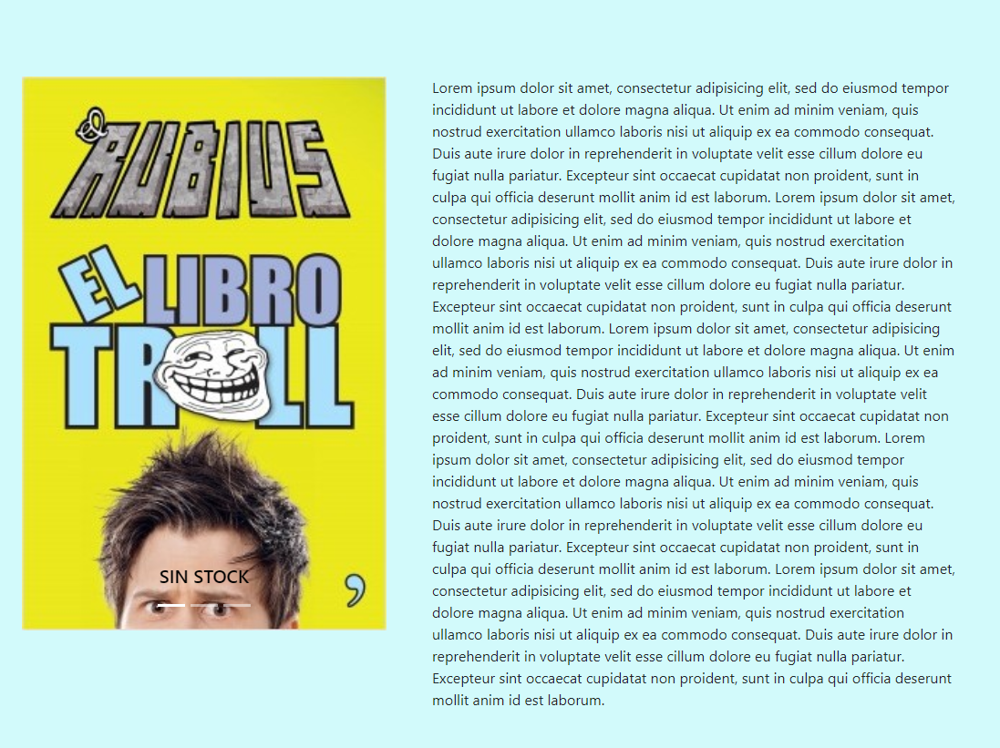 el
RUBIUS
EL LIBRO
TROLL
SIN STOCK
,
Lorem ipsum dolor sit amet, consectetur adipisicing elit, sed do eiusmod tempor
incididunt ut labore et dolore magna aliqua. Ut enim ad minim veniam, quis
nostrud exercitation ullamco laboris nisi ut aliquip ex ea commodo consequat.
Duis aute irure dolor in reprehenderit in voluptate velit esse cillum dolore eu
fugiat nulla pariatur. Excepteur sint occaecat cupidatat non proident, sunt in
culpa qui officia deserunt mollit anim id est laborum. Lorem ipsum dolor sit amet,
consectetur adipisicing elit, sed do eiusmod tempor incididunt ut labore et
dolore magna aliqua. Ut enim ad minim veniam, quis nostrud exercitation
ullamco laboris nisi ut aliquip ex ea commodo consequat. Duis aute irure dolor in
reprehenderit in voluptate velit esse cillum dolore eu fugiat nulla pariatur.
Excepteur sint occaecat cupidatat non proident, sunt in culpa qui officia deserunt
mollit anim id est laborum. Lorem ipsum dolor sit amet, consectetur adipisicing
elit, sed do eiusmod tempor incididunt ut labore et dolore magna aliqua. Ut enim
ad minim veniam, quis nostrud exercitation ullamco laboris nisi ut aliquip ex ea
commodo consequat. Duis aute irure dolor in reprehenderit in voluptate velit
esse cillum dolore eu fugiat nulla pariatur. Excepteur sint occaecat cupidatat non
proident, sunt in culpa qui officia deserunt mollit anim id est laborum. Lorem
ipsum dolor sit amet, consectetur adipisicing elit, sed do eiusmod tempor
incididunt ut labore et dolore magna aliqua. Ut enim ad minim veniam, quis
nostrud exercitation ullamco laboris nisi ut aliquip ex ea commodo consequat.
Duis aute irure dolor in reprehenderit in voluptate velit esse cillum dolore eu
fugiat nulla pariatur. Excepteur sint occaecat cupidatat non proident, sunt in
culpa qui officia deserunt mollit anim id est laborum. Lorem ipsum dolor sit amet,
consectetur adipisicing elit, sed do eiusmod tempor incididunt ut labore et
dolore magna aliqua. Ut enim ad minim veniam, quis nostrud exercitation
ullamco laboris nisi ut aliquip ex ea commodo consequat. Duis aute irure dolor in
reprehenderit in voluptate velit esse cillum dolore eu fugiat nulla pariatur.
Excepteur sint occaecat cupidatat non proident, sunt in culpa qui officia deserunt
mollit anim id est laborum.